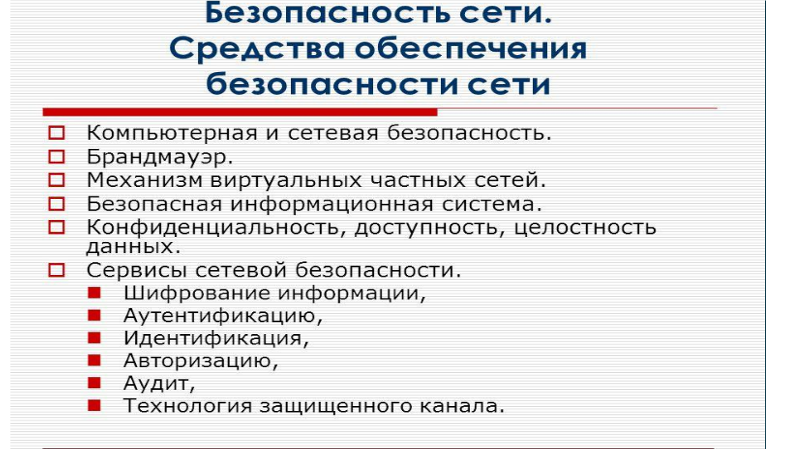 Безопасность сети.
Средства обеспечения
безопасности сети
Компьютерная и сетевая безопасность.
Брандмауэр.
Механизм виртуальных частных сетей.
Безопасная информационная система.
Конфиденциальность, доступность, целостность
данных.
Сервисы сетевой безопасности.
Шифрование информации,
Аутентификацию,
Идентификация,
Авторизацию,
Аудит,
Технология защищенного канала.